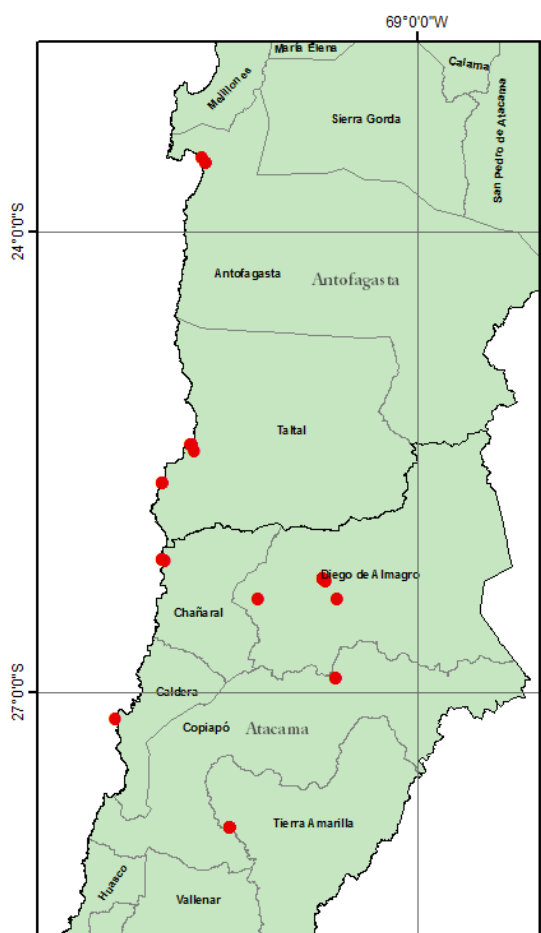 69°0'0"W
María Elena
Calama
Mejillones
Sierra Gorda
San Pedro de Atacama
24°0'0"S
Antofagasta
Antofagasta
Taltal
Diego de Almagro
Chañaral
27°0'0"S
Caldera
Copiapó
Atacama
Tierra Amarilla
Huasco
Vallenar